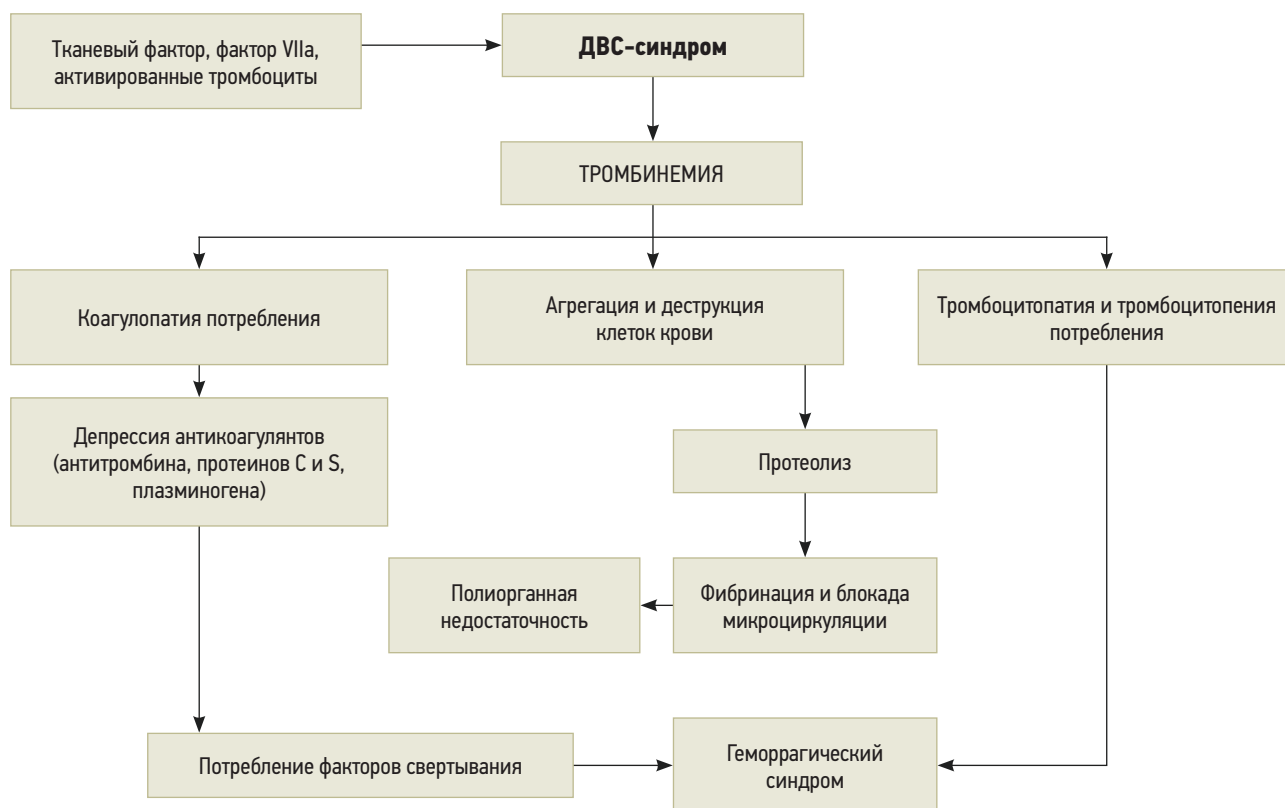 Тканевый фактор, фактор VIIa,
активированные тромбоциты
ДВС-синдром
ТРОМБИНЕМИЯ
Коагулопатия потребления
Агрегация и деструкция
клеток крови
Тромбоцитопатия и тромбоцитопения
потребления
Депрессия антикоагулянтов
(антитромбина, протеинов C и S,
плазминогена)
Протеолиз
Полиорганная
недостаточность
Фибринация и блокада
микроциркуляции
Потребление факторов свертывания
Геморрагический
синдром